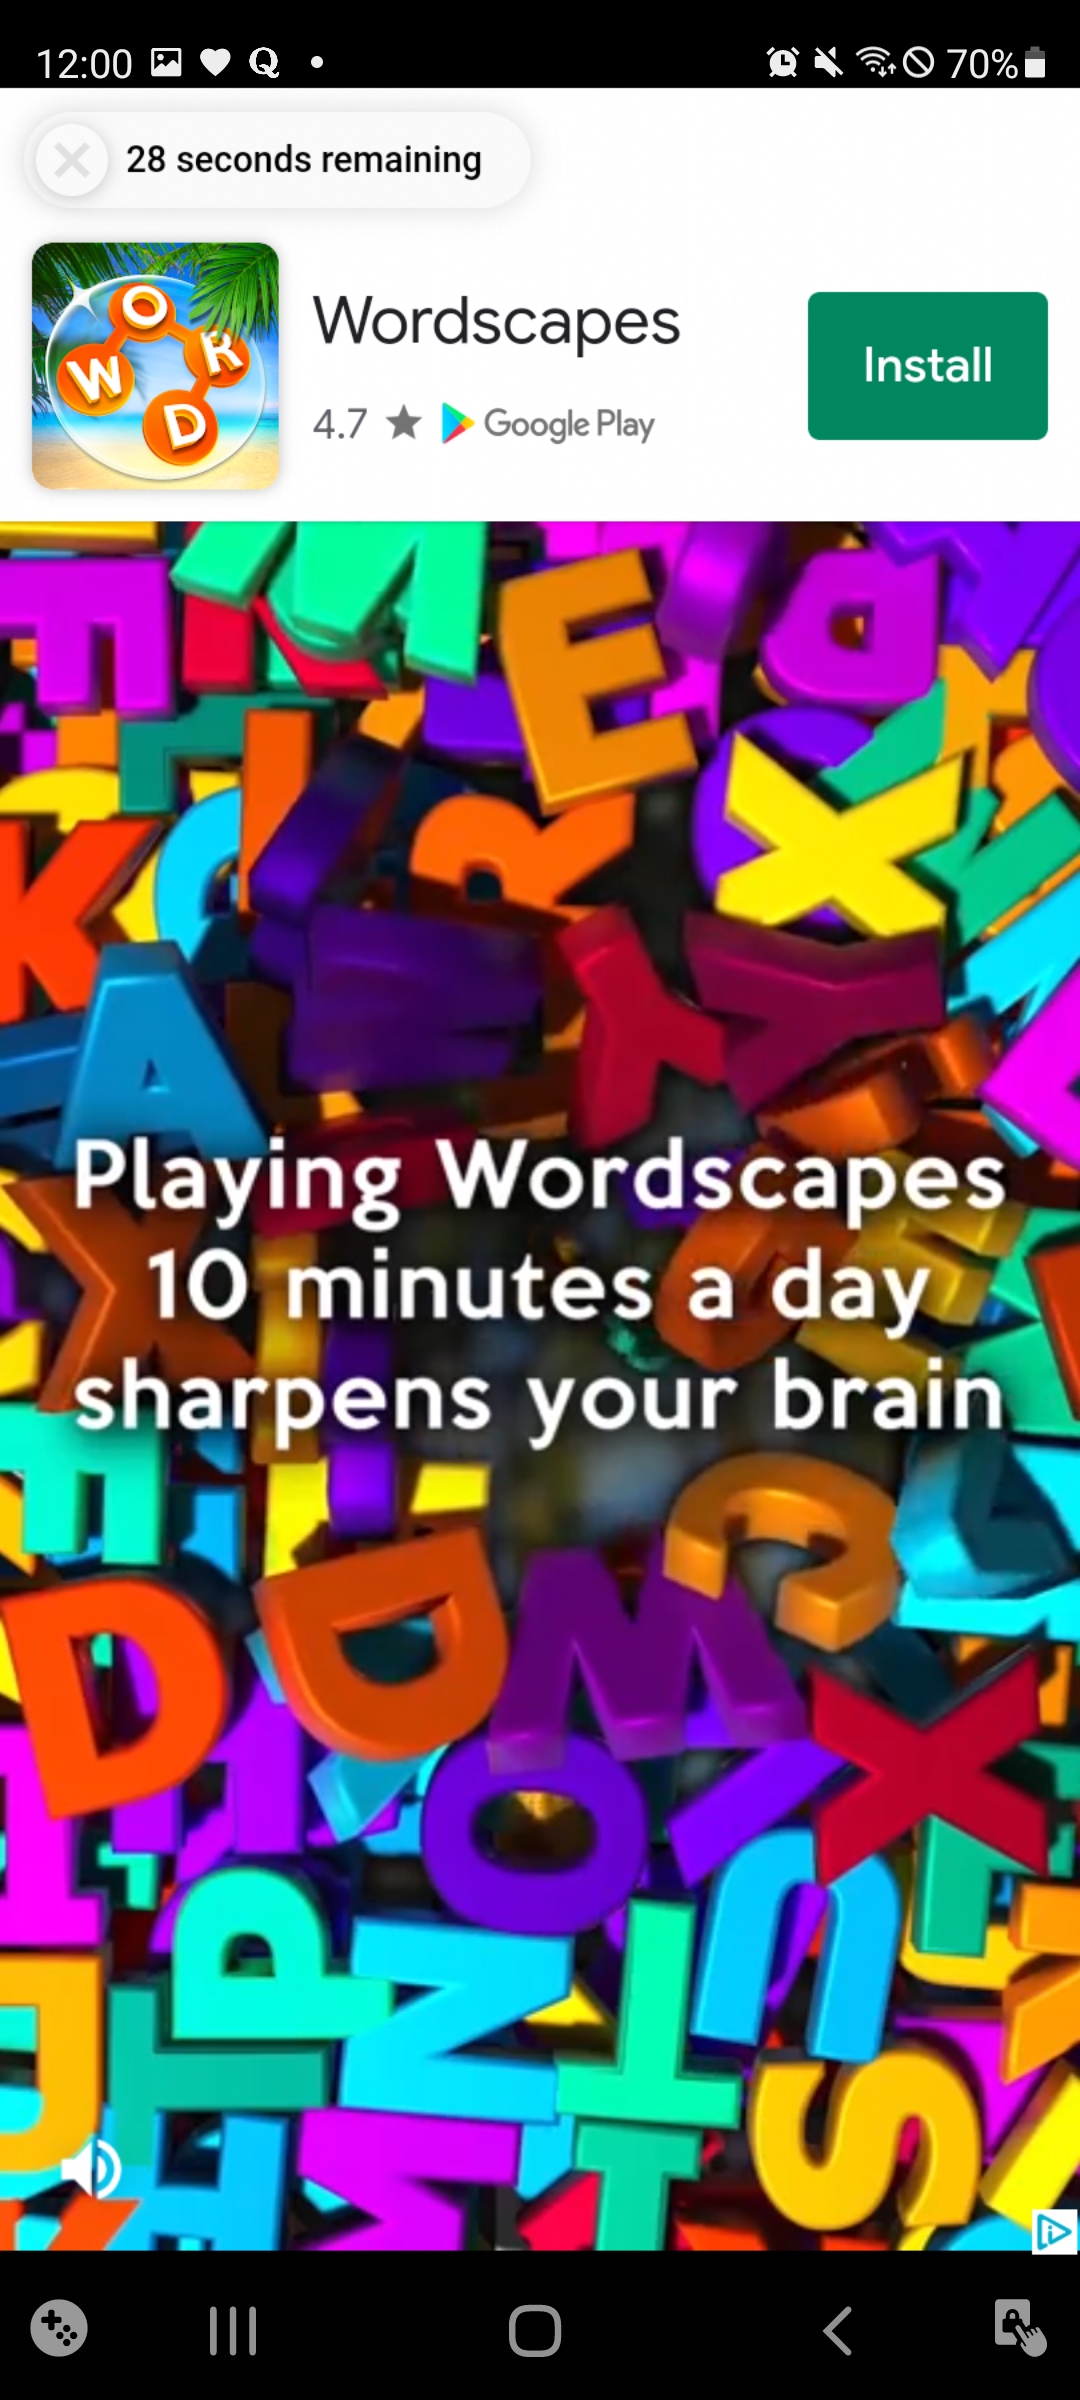 12:00 70%
28 seconds remaining
WORD
Wordscapes
Install
4.7 ★ Google Play
Playing Wordscapes
10 minutes a day
sharpens your brain